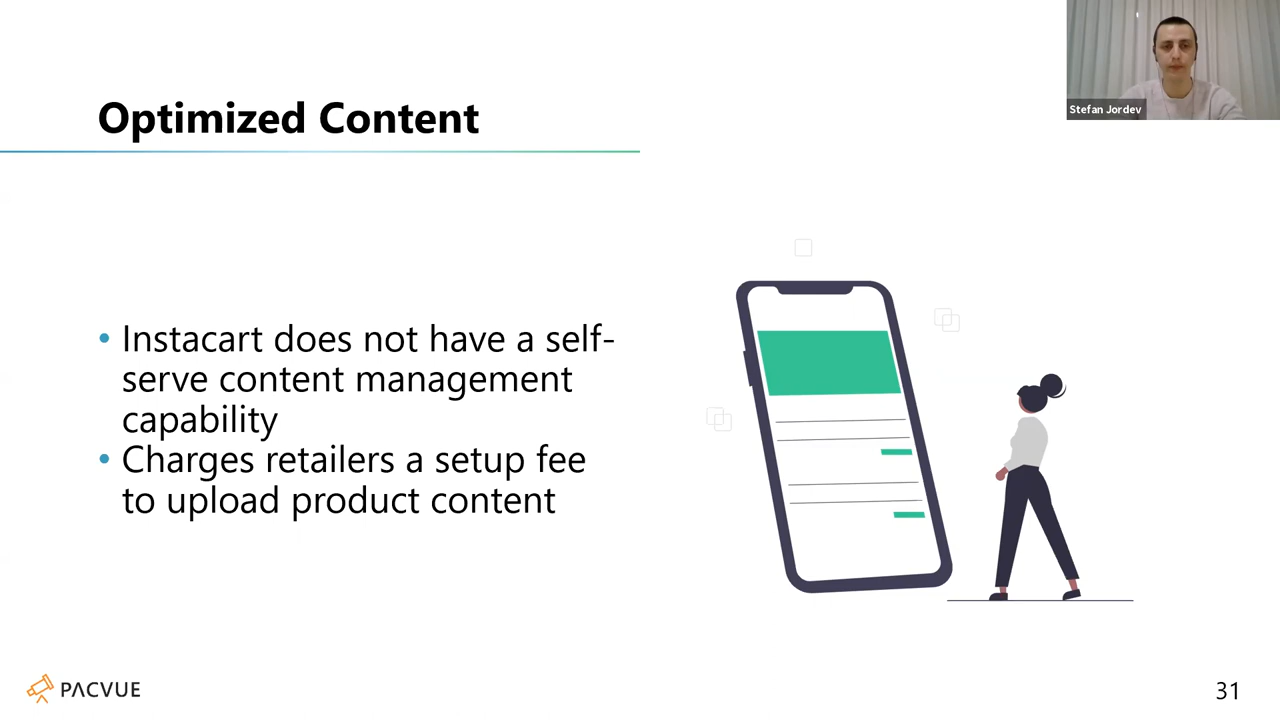 Stefan Jordev
Optimized Content
• Instacart does not have a self-
serve content management
capability
• Charges retailers a setup fee
to upload product content
PACVUE
31